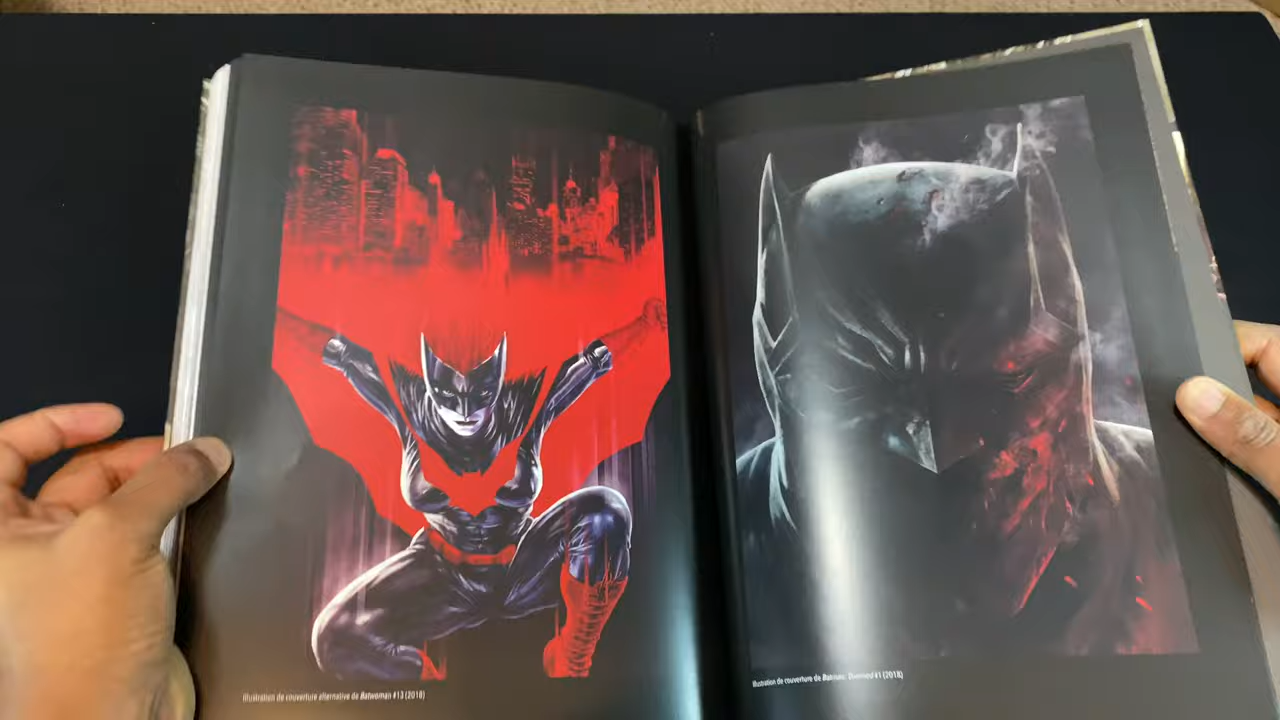 Illustration de couverture alternative de Batwoman #13 (2018)
Illustration de couverture de Batman: Damned #1 (2018)